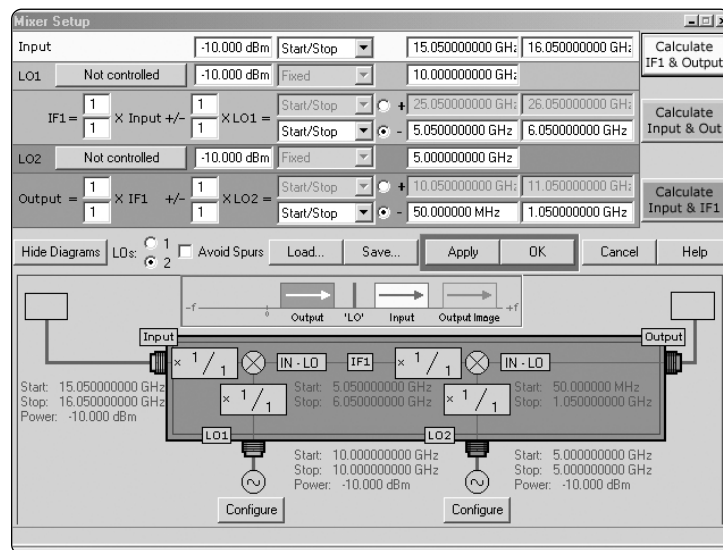 Mixer Setup
Input -10.000 dBm Start/Stop 15.050000000 GHz 16.050000000 GHz Calculate IF1 & Output
LO1 Not controlled -10.000 dBm Fixed 10.000000000 GHz
IF1 = 1 1 X Input +/- 1 1 X LO1 = Start/Stop + 25.050000000 GHz 26.050000000 GHz
Start/Stop - 5.050000000 GHz 6.050000000 GHz
Calculate Input & Out
LO2 Not controlled -10.000 dBm Fixed 5.000000000 GHz
Output = 1 1 X IF1 +/- 1 1 X LO2 = Start/Stop + 10.050000000 GHz 11.050000000 GHz
Start/Stop - 50.000000 MHz 1.050000000 GHz
Calculate Input & IF1
Hide Diagrams LOs: 1 2 Avoid Spurs Load... Save... Apply OK Cancel Help
-f 0 Output 'LO' Input Output Image +f
Input Output
× 1/1 IN - LO IF1 × 1/1 IN - LO
Start: 15.050000000 GHz
Stop: 16.050000000 GHz
Power: -10.000 dBm
× 1/1
Start: 5.050000000 GHz
Stop: 6.050000000 GHz
× 1/1
Start: 50.000000 MHz
Stop: 1.050000000 GHz
LO1 LO2
Start: 10.000000000 GHz
Stop: 10.000000000 GHz
Power: -10.000 dBm
Start: 5.000000000 GHz
Stop: 5.000000000 GHz
Power: -10.000 dBm
Configure Configure